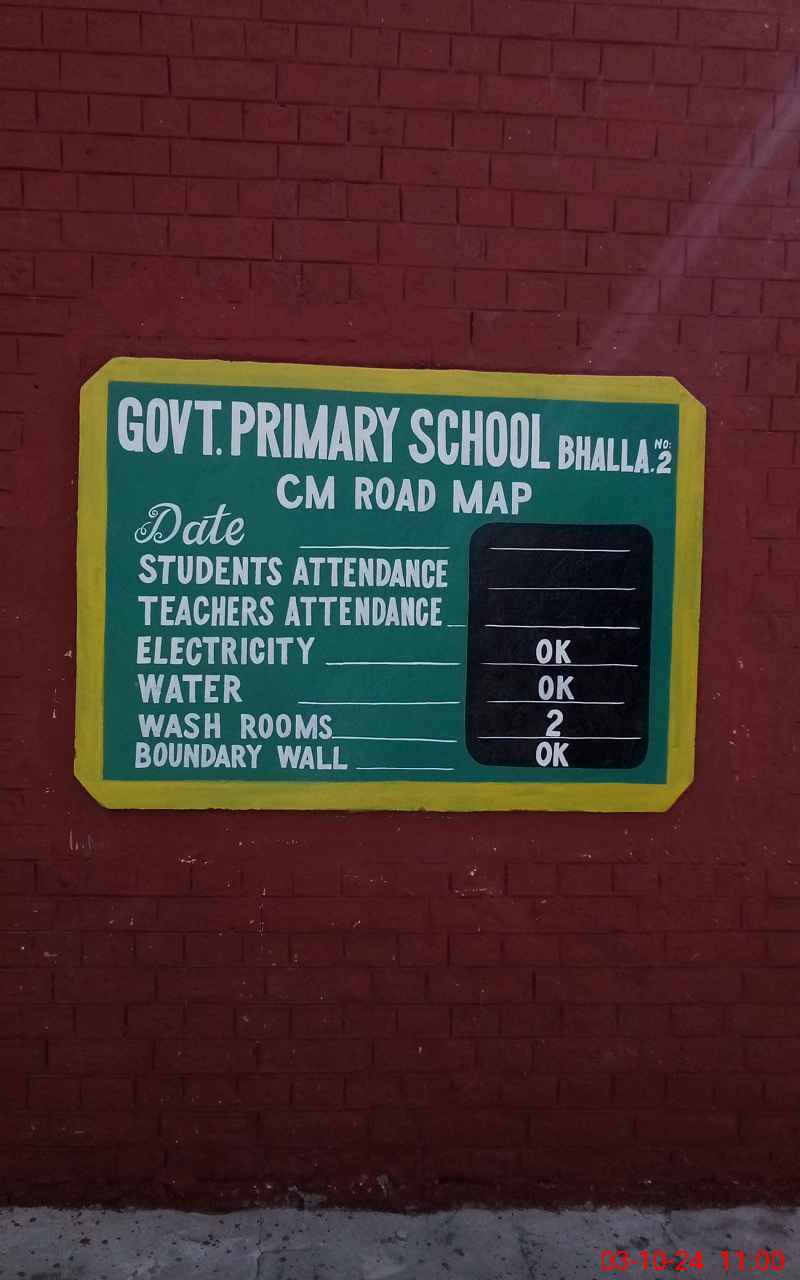 GOVT. PRIMARY SCHOOL BHALLA. NO: 2
CM ROAD MAP
Date
STUDENTS ATTENDANCE
TEACHERS ATTENDANCE
ELECTRICITY OK
WATER OK
WASH ROOMS 2
BOUNDARY WALL OK
03-10-24 11:00